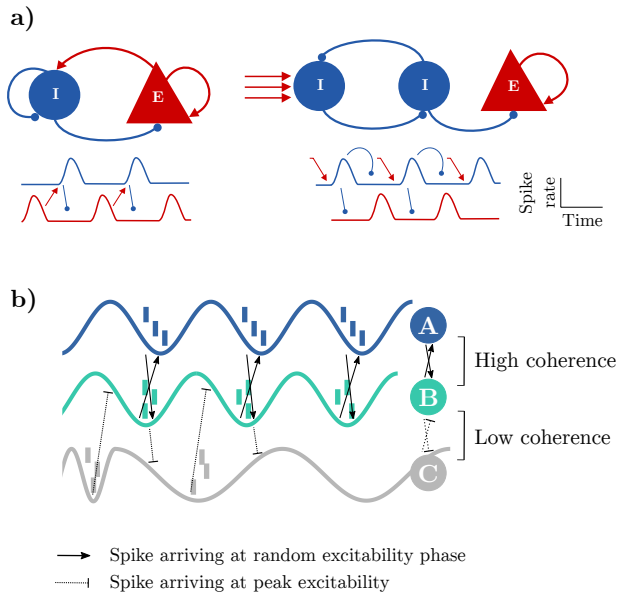 a)
I
E
I
I
E
Spike
rate
Time
b)
A
High coherence
B
Low coherence
C
Spike arriving at random excitability phase
Spike arriving at peak excitability